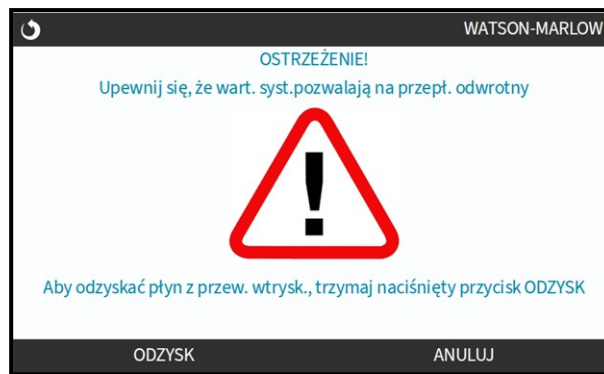 WATSON-MARLOW
OSTRZEŻENIE!
Upewnij się, że wart. syst.pozwalają na przepł. odwrotny
!
Aby odzyskać płyn z przew. wtrysk., trzymaj naciśnięty przycisk ODZYSK
ODZYSK ANULUJ